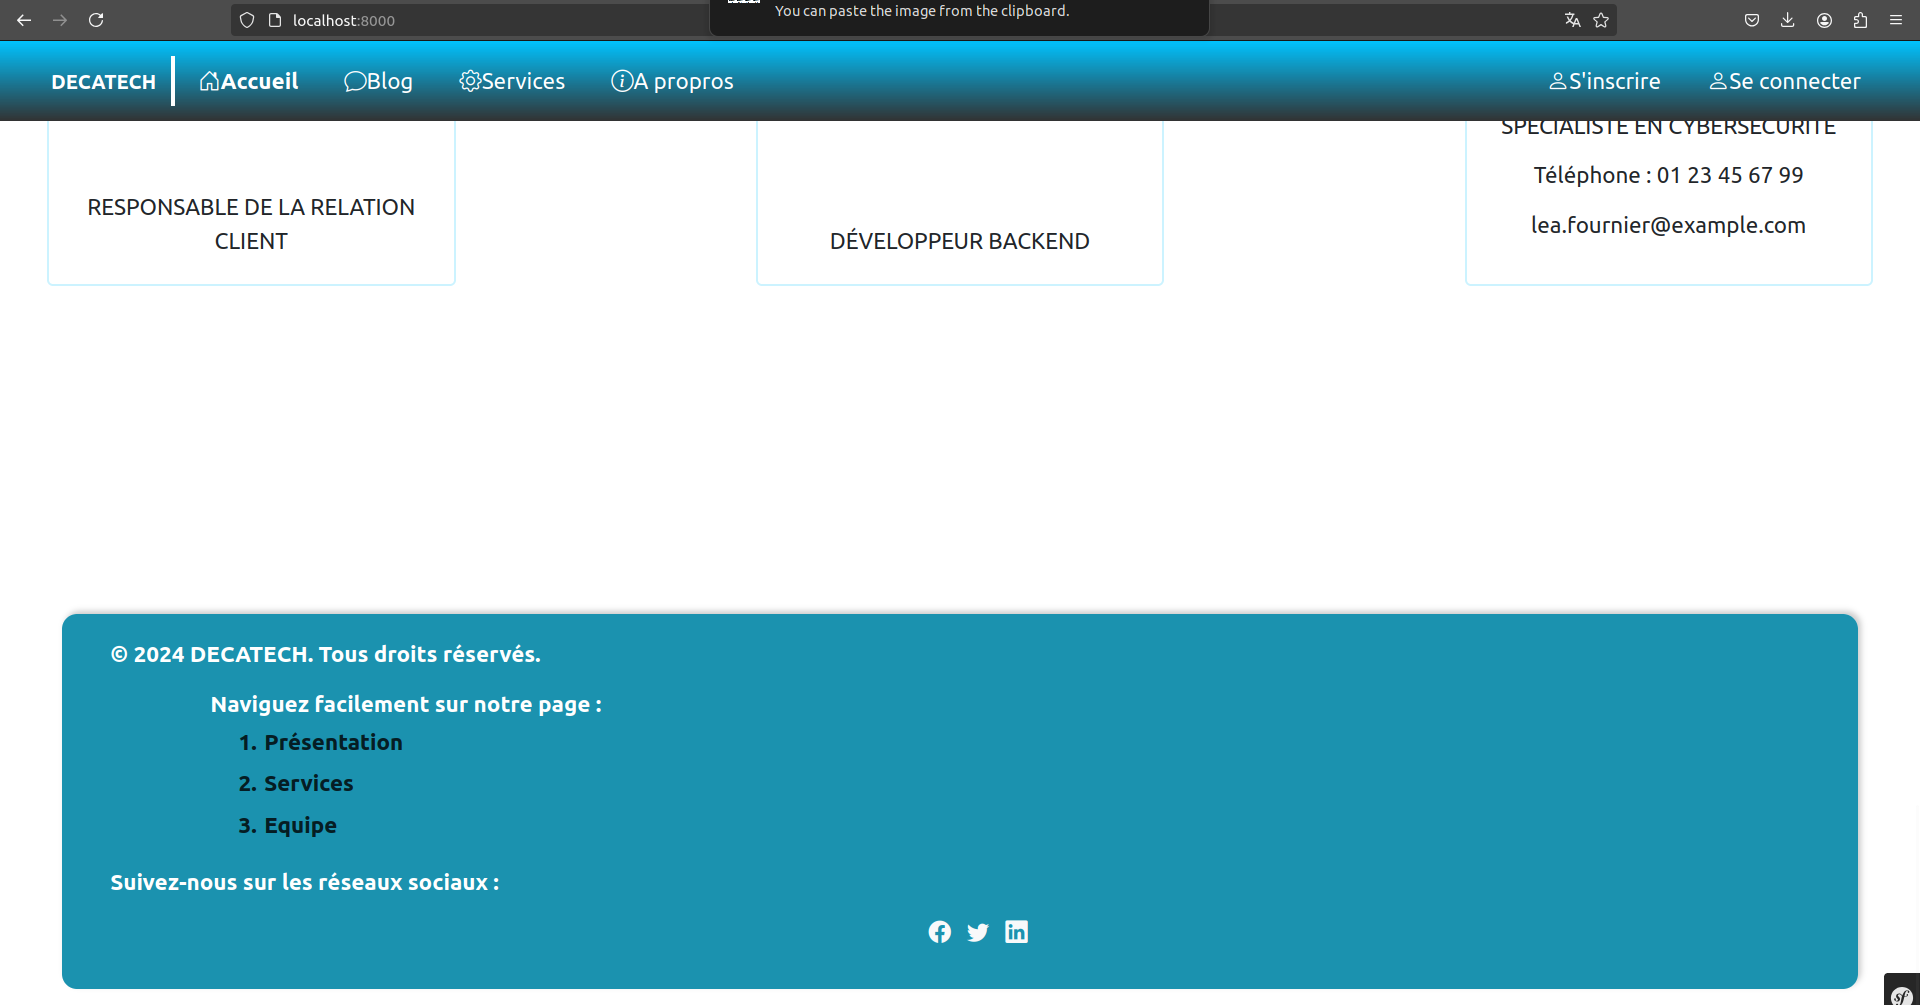 You can paste the image from the clipboard.
localhost:8000
DECATECH
Accueil
Blog
Services
A propros
S'inscrire
Se connecter
RESPONSABLE DE LA RELATION
CLIENT
DÉVELOPPEUR BACKEND
SPÉCIALISTE EN CYBERSÉCURITÉ
Téléphone : 01 23 45 67 99
lea.fournier@example.com
© 2024 DECATECH. Tous droits réservés.
Naviguez facilement sur notre page :
1. Présentation
2. Services
3. Equipe
Suivez-nous sur les réseaux sociaux :
sf